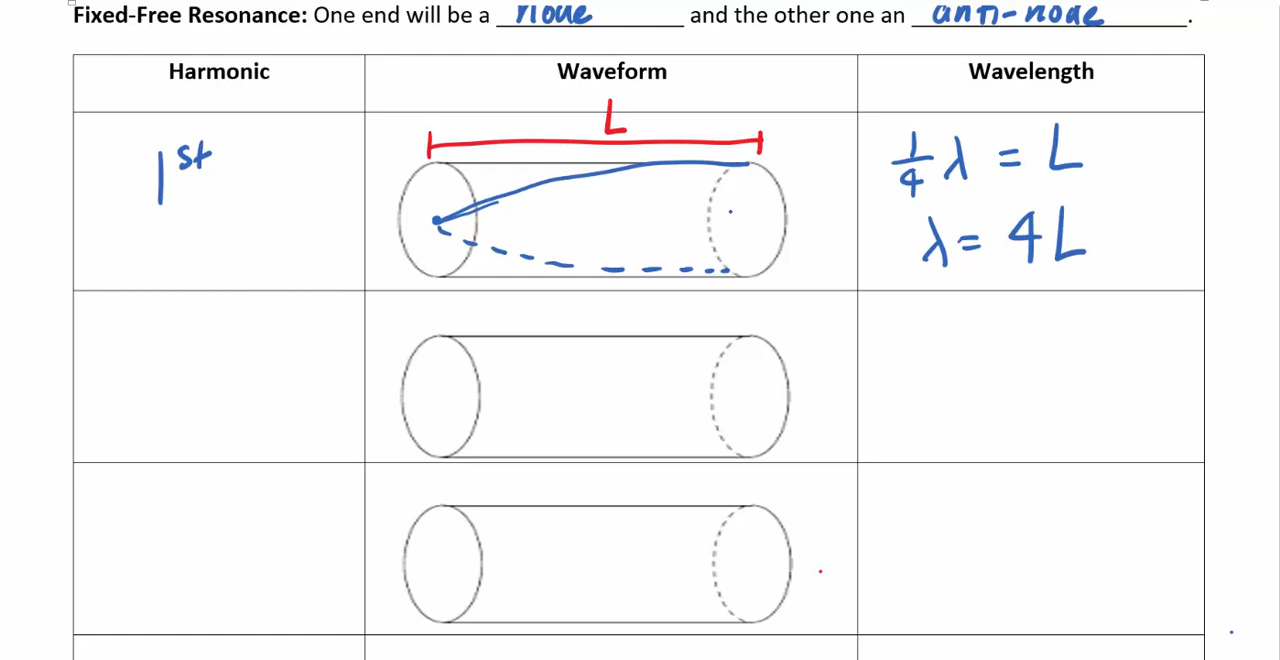 Fixed-Free Resonance: One end will be a node and the other one an anti-node.
Harmonic Waveform Wavelength
L
1st
1/4 λ = L
λ = 4L